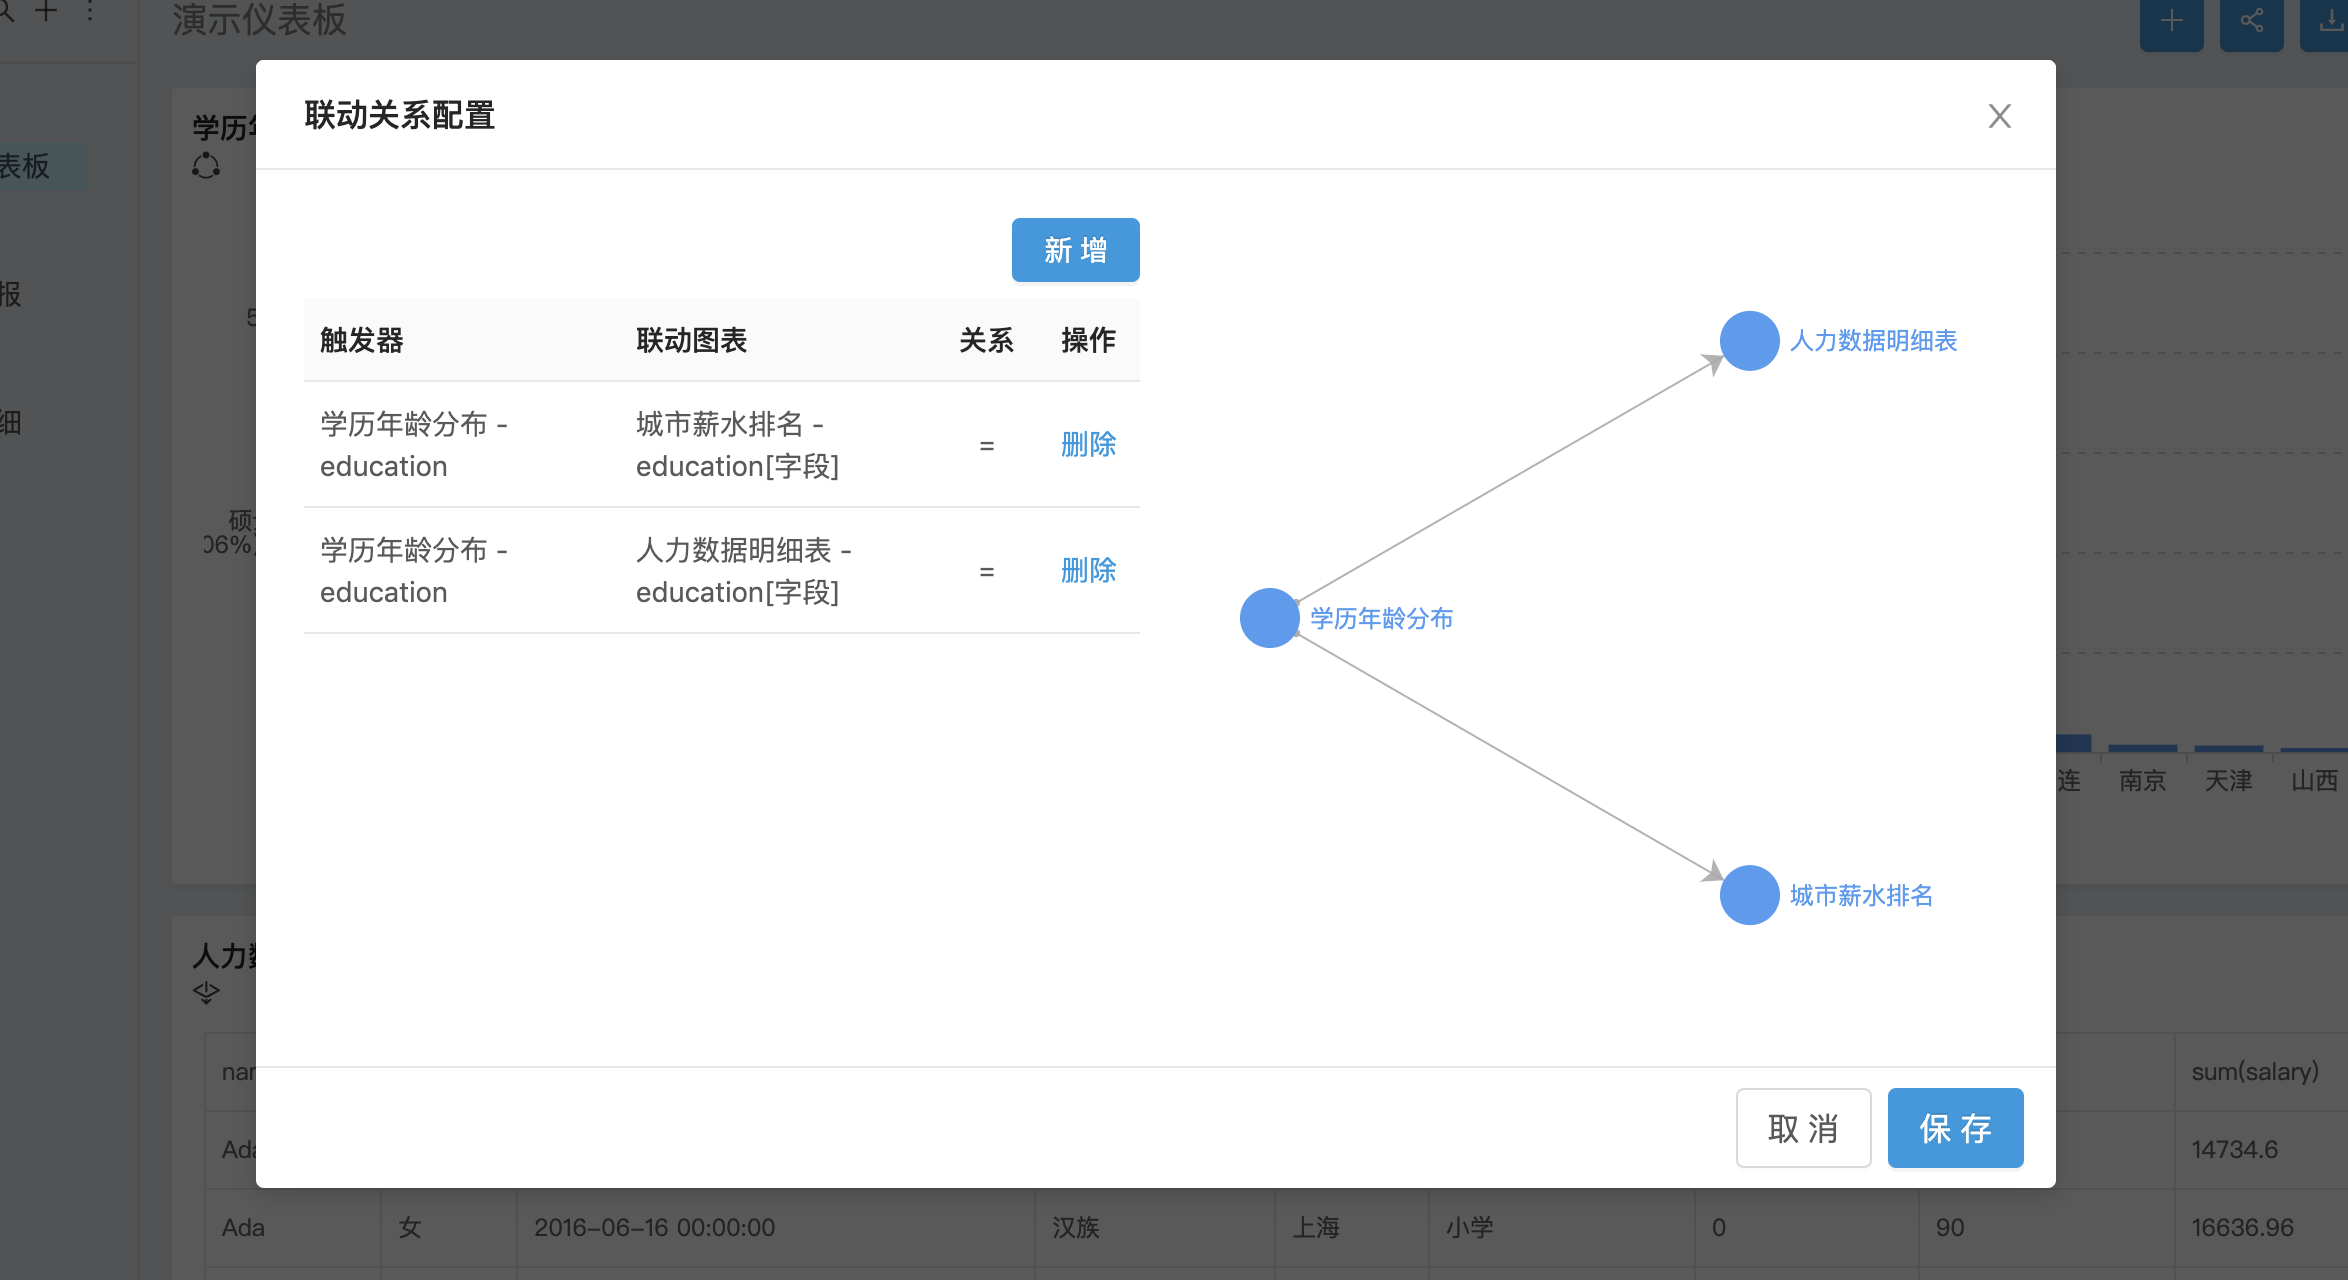 演示仪表板
学历年
表板
报
细
联动关系配置
新增
触发器 联动图表 关系 操作
学历年龄分布 - education 城市薪水排名 - education[字段] = 删除
学历年龄分布 - education 人力数据明细表 - education[字段] = 删除
人力数据明细表
学历年龄分布
城市薪水排名
取消 保存
5
硕
06%
连 南京 天津 山西
人力数
nar sum(salary)
Ada 14734.6
Ada 女 2016-06-16 00:00:00 汉族 上海 小学 0 90 16636.96